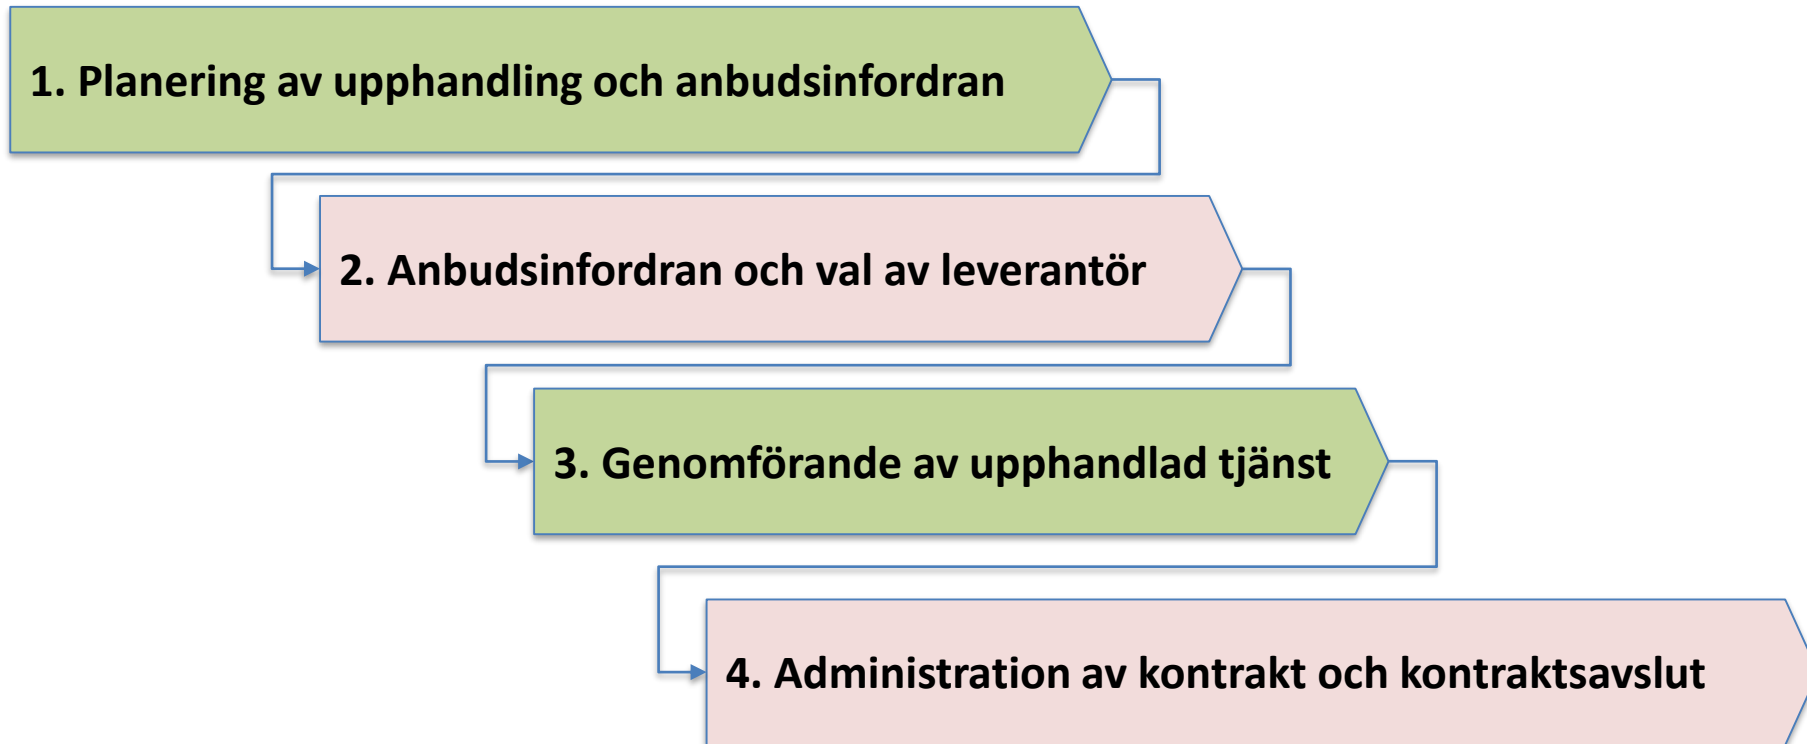 1. Planering av upphandling och anbudsinfordran
2. Anbudsinfordran och val av leverantör
3. Genomförande av upphandlad tjänst
4. Administration av kontrakt och kontraktsavslut